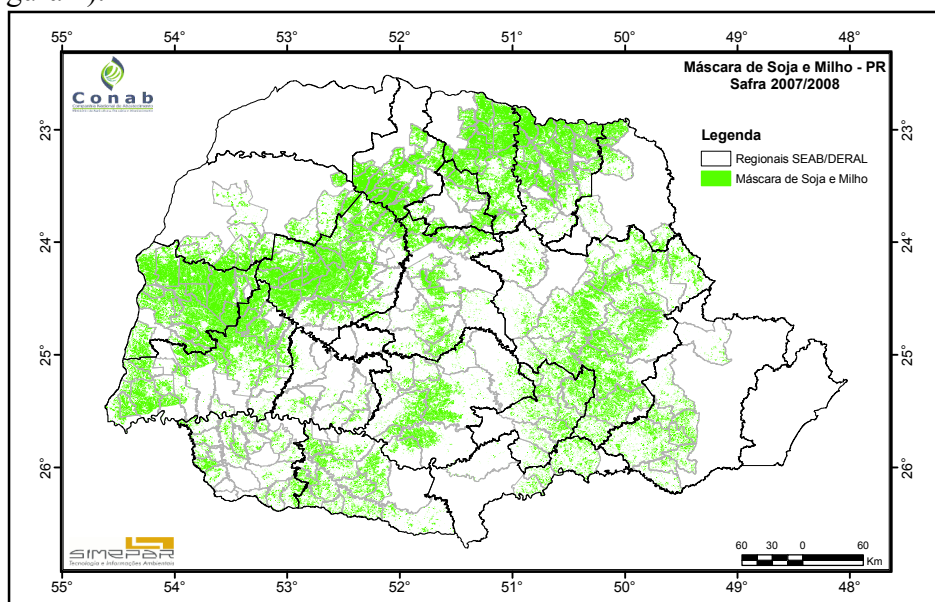 55° 54° 53° 52° 51° 50° 49° 48°
Conab
Máscara de Soja e Milho - PR
Safra 2007/2008
Legenda
Regionais SEAB/DERAL
Máscara de Soja e Milho
23° 23°
24° 24°
25° 25°
26° 26°
SIMEPAR
Tecnologia e Informações Ambientais
60 30 0 60
Km
55° 54° 53° 52° 51° 50° 49° 48°